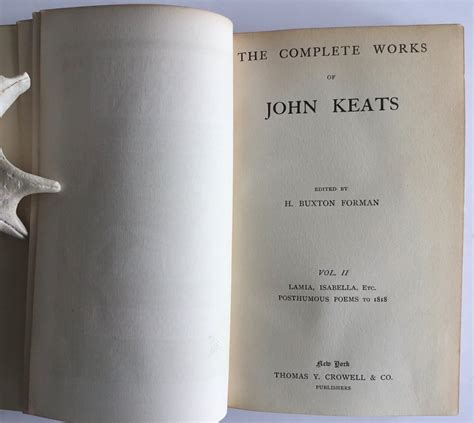 THE COMPLETE WORKS
OF
JOHN KEATS
EDITED BY
H. BUXTON FORMAN
VOL. II
LAMIA, ISABELLA, ETC.
POSTHUMOUS POEMS TO 1818
New York
THOMAS Y. CROWELL & CO.
PUBLISHERS